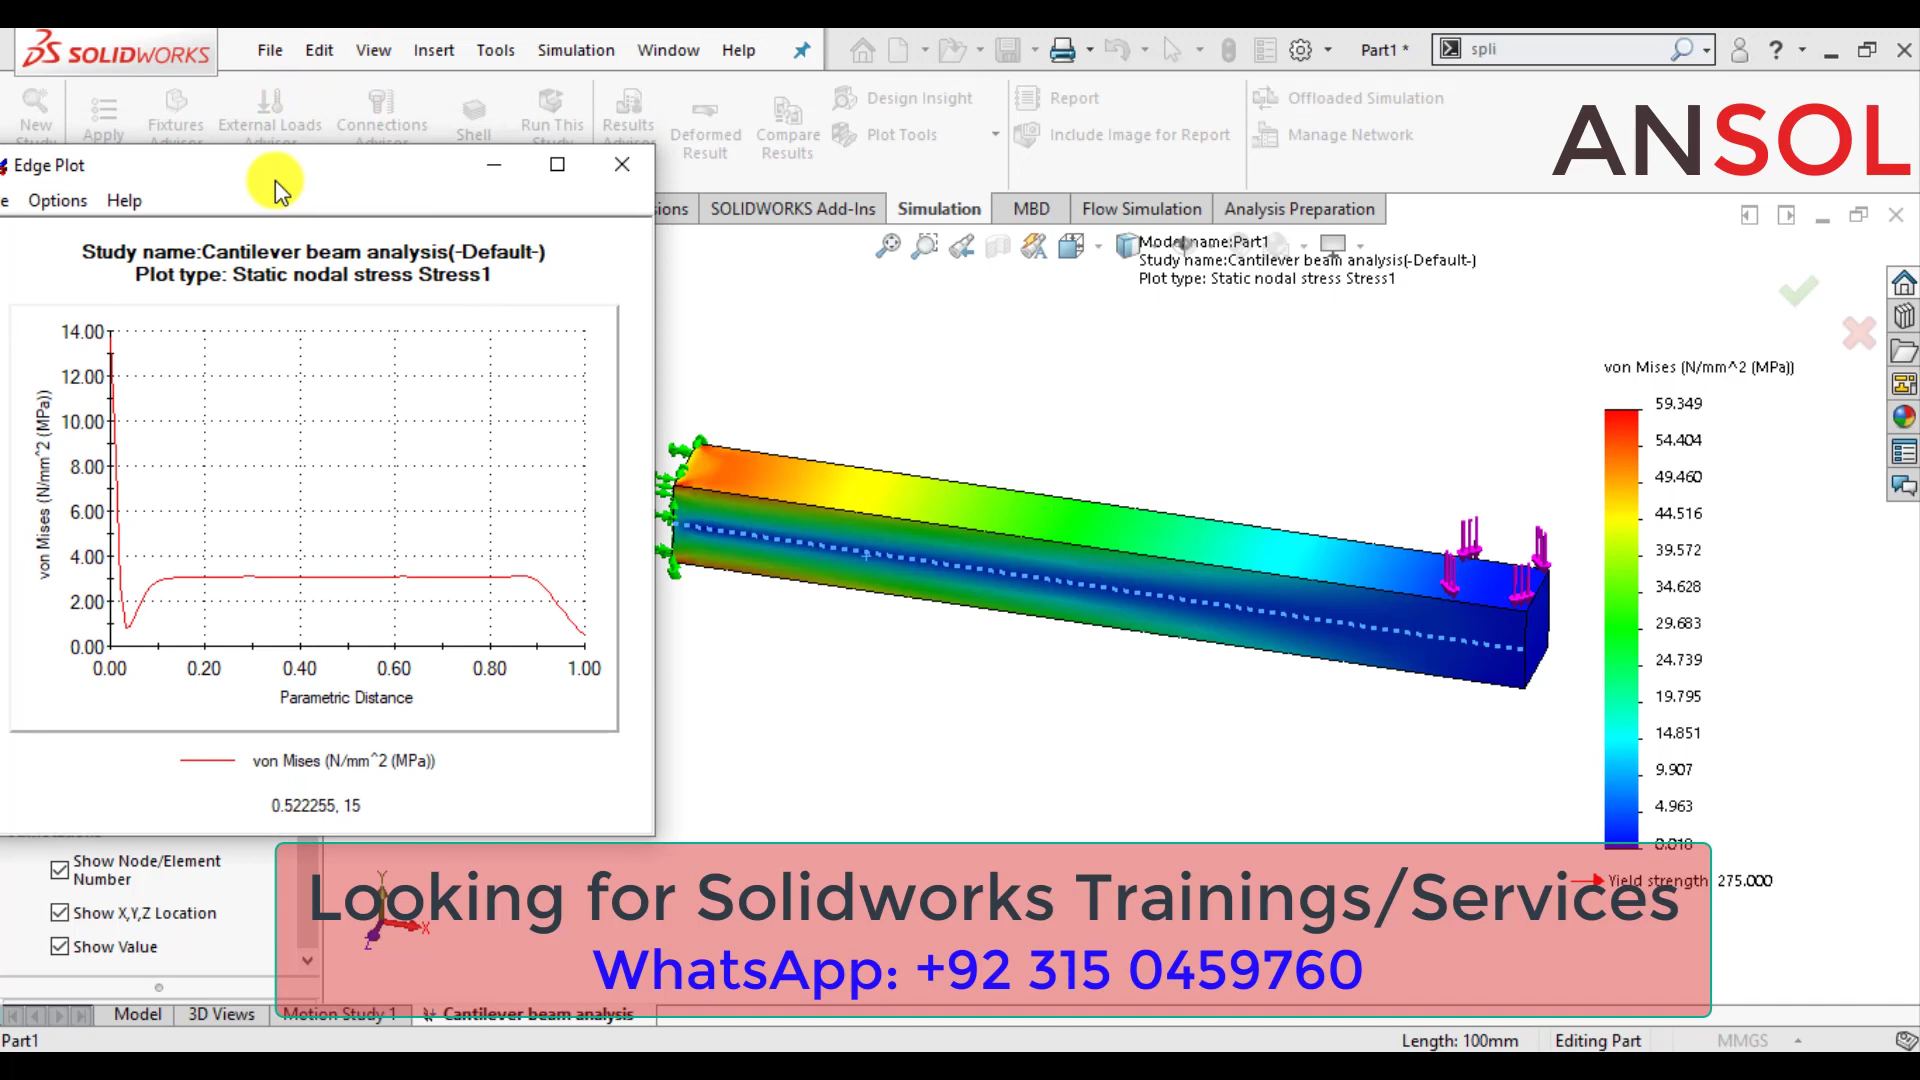 SOLIDWORKS
File Edit View Insert Tools Simulation Window Help
Part1 *
spli
New Study
Apply
Fixtures Advisor
External Loads Advisor
Connections Advisor
Shell
Run This Study
Results Advisor
Deformed Result
Compare Results
Design Insight
Plot Tools
Report
Include Image for Report
Offloaded Simulation
Manage Network
ANSOL
SOLIDWORKS Add-Ins Simulation MBD Flow Simulation Analysis Preparation
Edge Plot
Options Help
Study name:Cantilever beam analysis(-Default-)
Plot type: Static nodal stress Stress1
von Mises (N/mm^2 (MPa))
14.00
12.00
10.00
8.00
6.00
4.00
2.00
0.00
0.00 0.20 0.40 0.60 0.80 1.00
Parametric Distance
von Mises (N/mm^2 (MPa))
0.522255, 15
Model name:Part1
Study name:Cantilever beam analysis(-Default-)
Plot type: Static nodal stress Stress1
von Mises (N/mm^2 (MPa))
59.349
54.404
49.460
44.516
39.572
34.628
29.683
24.739
19.795
14.851
9.907
4.963
0.018
Yield strength 275.000
Show Node/Element
Number
Show X,Y,Z Location
Show Value
Y
X
Z
Looking for Solidworks Trainings/Services
WhatsApp: +92 315 0459760
Model 3D Views Motion Study 1 Cantilever beam analysis
Part1
Length: 100mm Editing Part MMGS